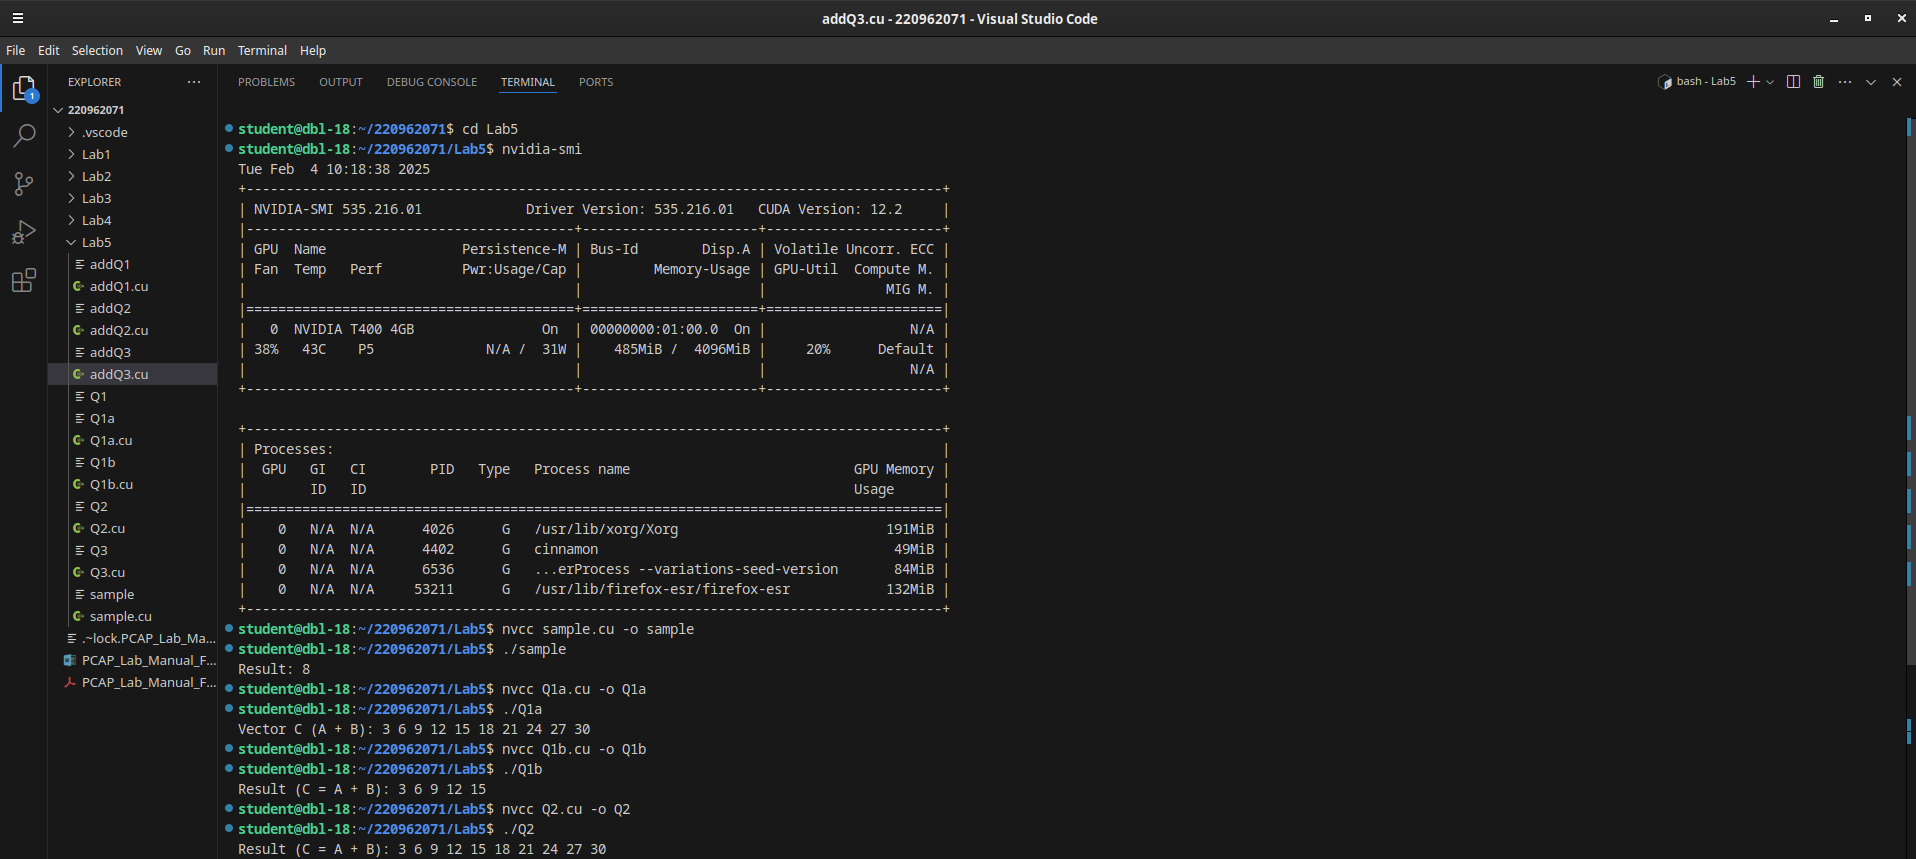 addQ3.cu - 220962071 - Visual Studio Code
File Edit Selection View Go Run Terminal Help
EXPLORER
220962071
.vscode
Lab1
Lab2
Lab3
Lab4
Lab5
addQ1
addQ1.cu
addQ2
addQ2.cu
addQ3
addQ3.cu
Q1
Q1a
Q1a.cu
Q1b
Q1b.cu
Q2
Q2.cu
Q3
Q3.cu
sample
sample.cu
.~lock.PCAP_Lab_Ma...
PCAP_Lab_Manual_F...
PCAP_Lab_Manual_F...
1
PROBLEMS OUTPUT DEBUG CONSOLE TERMINAL PORTS
bash - Lab5
student@dbl-18:~/220962071$ cd Lab5
student@dbl-18:~/220962071/Lab5$ nvidia-smi
Tue Feb  4 10:18:38 2025
+---------------------------------------------------------------------------------------+
| NVIDIA-SMI 535.216.01             Driver Version: 535.216.01   CUDA Version: 12.2     |
|-----------------------------------------+----------------------+----------------------+
| GPU  Name                 Persistence-M | Bus-Id        Disp.A | Volatile Uncorr. ECC |
| Fan  Temp   Perf          Pwr:Usage/Cap |         Memory-Usage | GPU-Util  Compute M. |
|                                         |                      |               MIG M. |
|=========================================+======================+======================|
|   0  NVIDIA T400 4GB                On | 00000000:01:00.0  On |                  N/A |
| 38%   43C    P5              N/A /  31W |    485MiB /  4096MiB |     20%      Default |
|                                         |                      |                  N/A |
+-----------------------------------------+----------------------+----------------------+
+---------------------------------------------------------------------------------------+
| Processes:                                                                            |
|  GPU   GI   CI        PID   Type   Process name                            GPU Memory |
|        ID   ID                                                             Usage      |
|=======================================================================================|
|    0   N/A  N/A      4026      G   /usr/lib/xorg/Xorg                          191MiB |
|    0   N/A  N/A      4402      G   cinnamon                                     49MiB |
|    0   N/A  N/A      6536      G   ...erProcess --variations-seed-version      84MiB |
|    0   N/A  N/A     53211      G   /usr/lib/firefox-esr/firefox-esr            132MiB |
+---------------------------------------------------------------------------------------+
student@dbl-18:~/220962071/Lab5$ nvcc sample.cu -o sample
student@dbl-18:~/220962071/Lab5$ ./sample
Result: 8
student@dbl-18:~/220962071/Lab5$ nvcc Q1a.cu -o Q1a
student@dbl-18:~/220962071/Lab5$ ./Q1a
Vector C (A + B): 3 6 9 12 15 18 21 24 27 30
student@dbl-18:~/220962071/Lab5$ nvcc Q1b.cu -o Q1b
student@dbl-18:~/220962071/Lab5$ ./Q1b
Result (C = A + B): 3 6 9 12 15
student@dbl-18:~/220962071/Lab5$ nvcc Q2.cu -o Q2
student@dbl-18:~/220962071/Lab5$ ./Q2
Result (C = A + B): 3 6 9 12 15 18 21 24 27 30